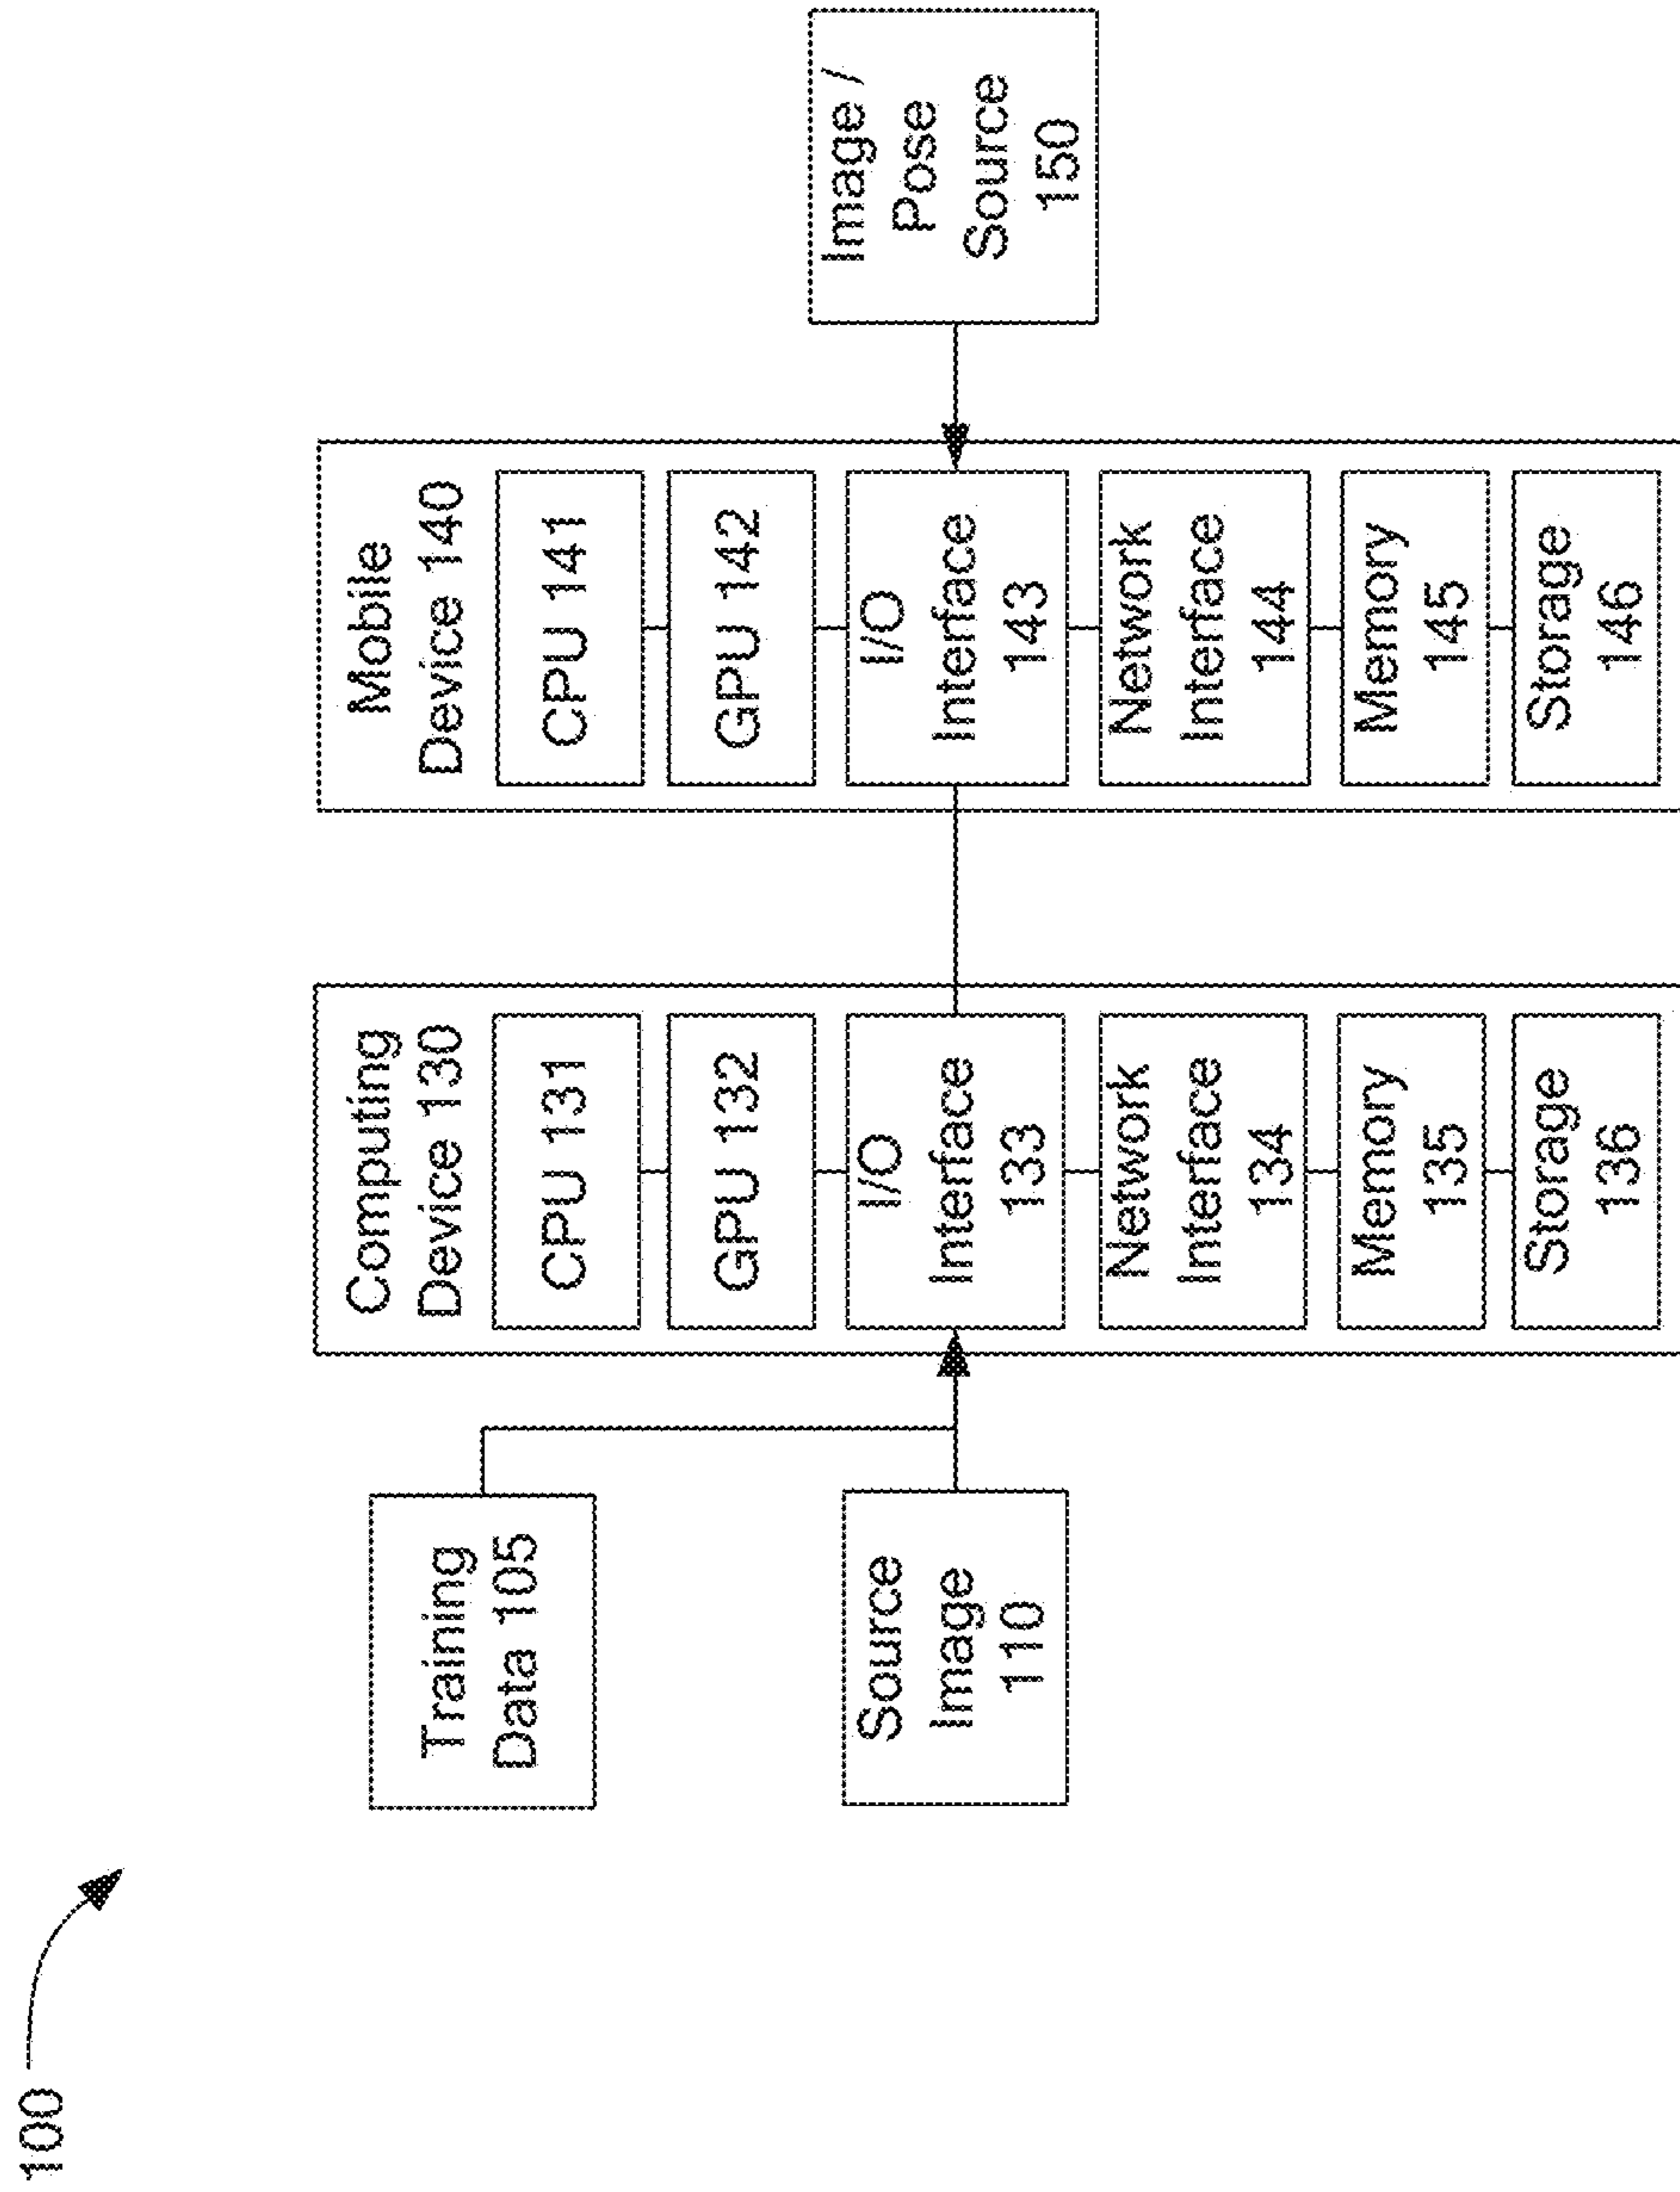 100
Training
Data 105
Source
Image
110
Computing
Device 130
CPU 131
GPU 132
I/O
Interface
133
Network
Interface
134
Memory
135
Storage
136
Mobile
Device 140
CPU 141
GPU 142
I/O
Interface
143
Network
Interface
144
Memory
145
Storage
146
Image /
Pose
Source
150